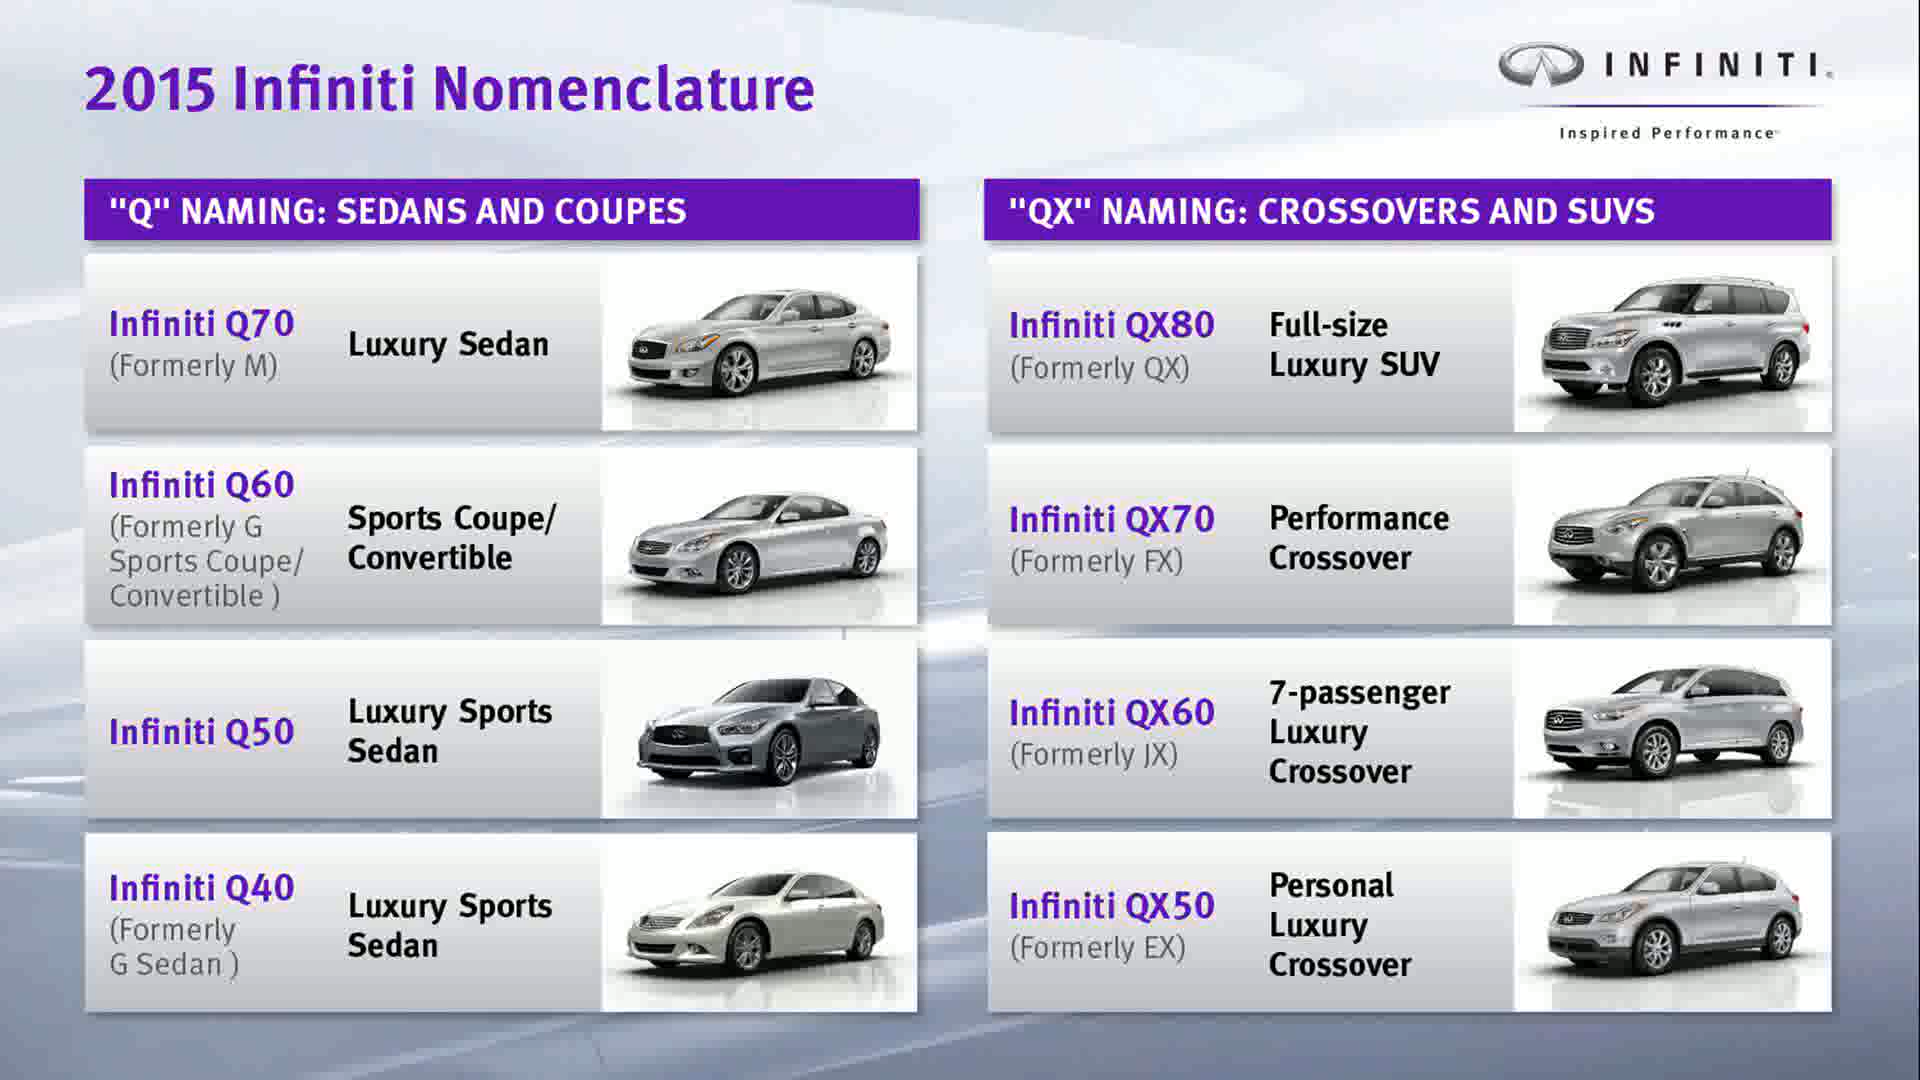 2015 Infiniti Nomenclature
INFINITI
Inspired Performance
"Q" NAMING: SEDANS AND COUPES
Infiniti Q70
(Formerly M)
Luxury Sedan
Infiniti Q60
(Formerly G
Sports Coupe/
Convertible )
Sports Coupe/
Convertible
Infiniti Q50
Luxury Sports
Sedan
Infiniti Q40
(Formerly
G Sedan )
Luxury Sports
Sedan
"QX" NAMING: CROSSOVERS AND SUVS
Infiniti QX80
(Formerly QX)
Full-size
Luxury SUV
Infiniti QX70
(Formerly FX)
Performance
Crossover
Infiniti QX60
(Formerly JX)
7-passenger
Luxury
Crossover
Infiniti QX50
(Formerly EX)
Personal
Luxury
Crossover